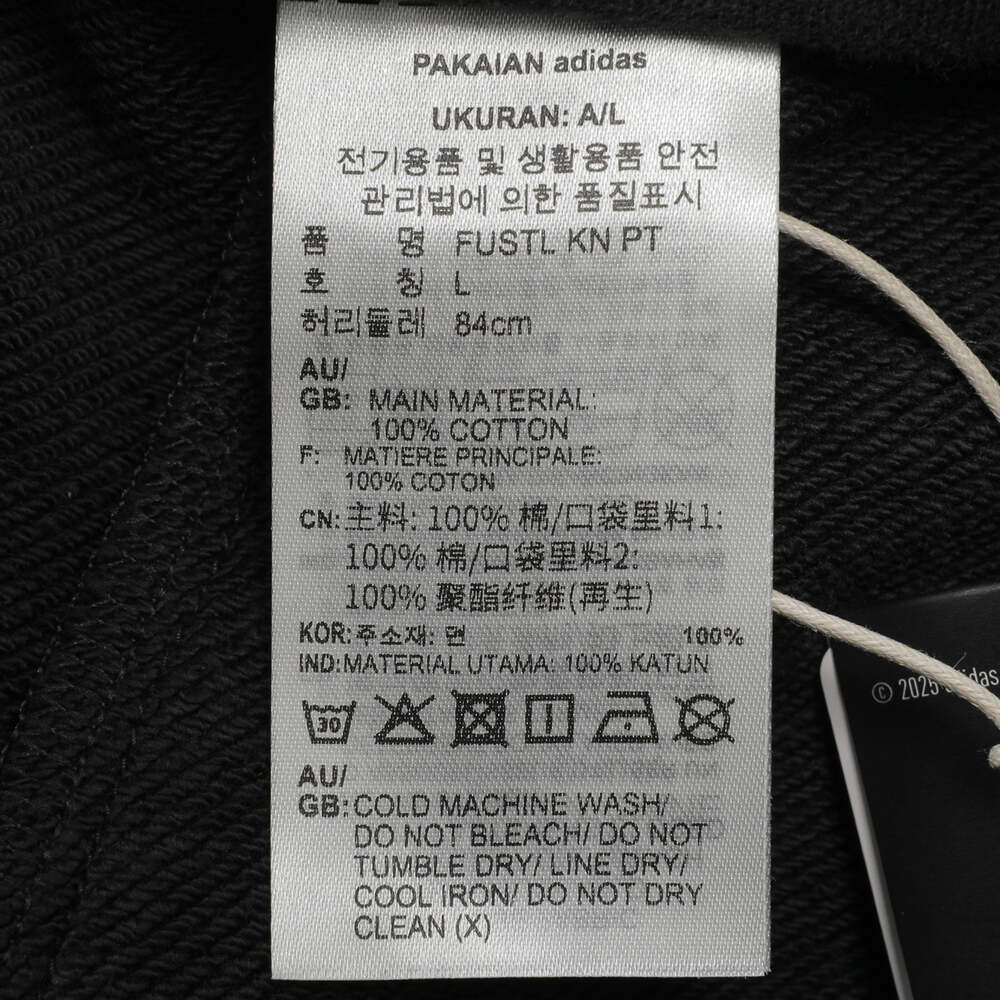 PAKAIAN adidas
UKURAN: A/L
전기용품 및 생활용품 안전
관리법에 의한 품질표시
품 명 FUSTL KN PT
호 칭 L
허리둘레 84cm
AU/
GB: MAIN MATERIAL:
100% COTTON
F: MATIERE PRINCIPALE:
100% COTON
CN: 主料: 100% 棉/口袋里料1:
100% 棉/口袋里料2:
100% 聚酯纤维(再生)
KOR: 주소재: 면 100%
IND: MATERIAL UTAMA: 100% KATUN
30
AU/
GB: COLD MACHINE WASH/
DO NOT BLEACH/ DO NOT
TUMBLE DRY/ LINE DRY/
COOL IRON/ DO NOT DRY
CLEAN (X)
© 2025 adidas